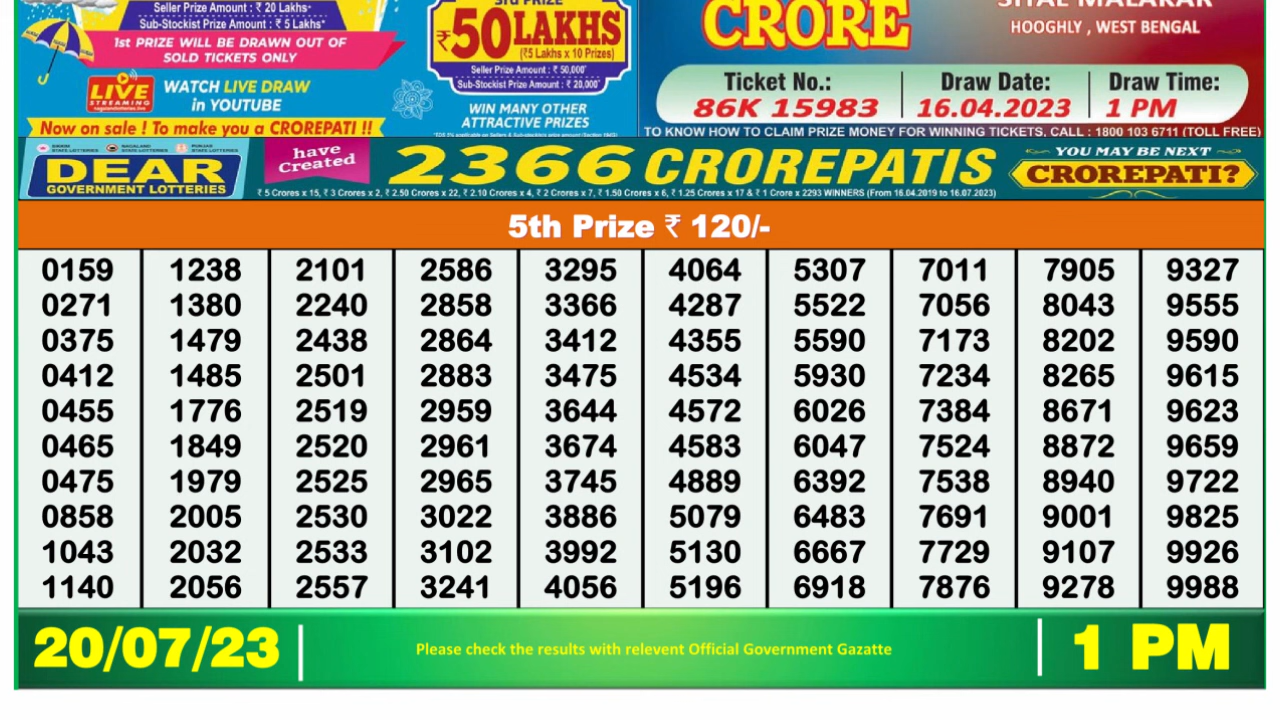 Seller Prize Amount : ₹ 20 Lakhs*
Sub-Stockist Prize Amount : ₹ 5 Lakhs*
1st PRIZE WILL BE DRAWN OUT OF
SOLD TICKETS ONLY
LIVE
STREAMING
WATCH LIVE DRAW
in YOUTUBE
Now on sale ! To make you a CROREPATI !!
3rd PRIZE
₹50LAKHS
(₹5 Lakhs x 10 Prizes)
Seller Prize Amount : ₹ 50,000*
Sub-Stockist Prize Amount : ₹ 20,000*
WIN MANY OTHER
ATTRACTIVE PRIZES
CRORE
MALAKAR
HOOGHLY , WEST BENGAL
Ticket No.: Draw Date: Draw Time:
86K 15983 16.04.2023 1 PM
TO KNOW HOW TO CLAIM PRIZE MONEY FOR WINNING TICKETS, CALL : 1800 103 6711 (TOLL FREE)
DEAR
GOVERNMENT LOTTERIES
have
Created
2366 CROREPATIS
₹ 5 Crores x 15, ₹ 3 Crores x 2, ₹ 2.50 Crores x 22, ₹ 2.10 Crores x 4, ₹ 2 Crores x 7, ₹ 1.50 Crores x 6, ₹ 1.25 Crores x 17 & ₹ 1 Crore x 2293 WINNERS (From 16.04.2019 to 16.07.2023)
YOU MAY BE NEXT
CROREPATI?
5th Prize ₹ 120/-
0159 1238 2101 2586 3295 4064 5307 7011 7905 9327
0271 1380 2240 2858 3366 4287 5522 7056 8043 9555
0375 1479 2438 2864 3412 4355 5590 7173 8202 9590
0412 1485 2501 2883 3475 4534 5930 7234 8265 9615
0455 1776 2519 2959 3644 4572 6026 7384 8671 9623
0465 1849 2520 2961 3674 4583 6047 7524 8872 9659
0475 1979 2525 2965 3745 4889 6392 7538 8940 9722
0858 2005 2530 3022 3886 5079 6483 7691 9001 9825
1043 2032 2533 3102 3992 5130 6667 7729 9107 9926
1140 2056 2557 3241 4056 5196 6918 7876 9278 9988
20/07/23
Please check the results with relevent Official Government Gazatte
1 PM